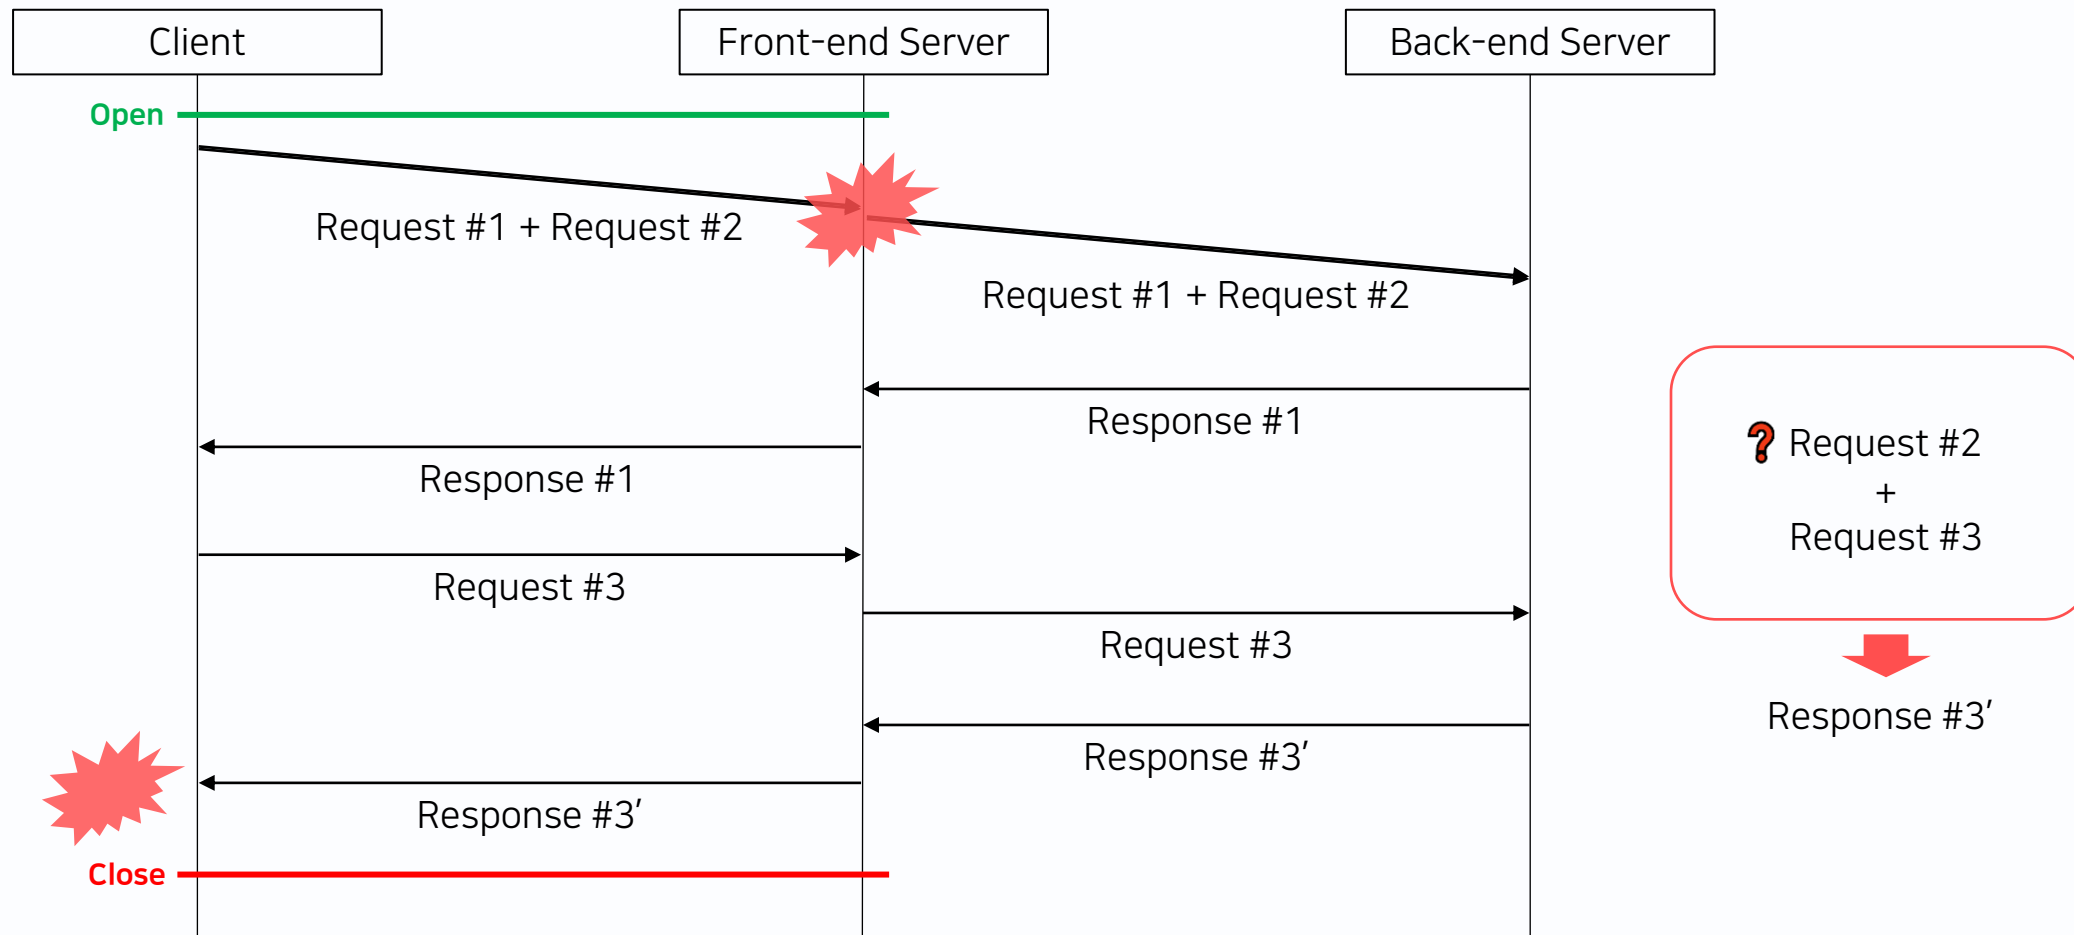 Client
Front-end Server
Back-end Server
Open
Request #1 + Request #2
Request #1 + Request #2
Response #1
Response #1
? Request #2
+
Request #3
Request #3
Request #3
Response #3′
Response #3′
Response #3′
Close